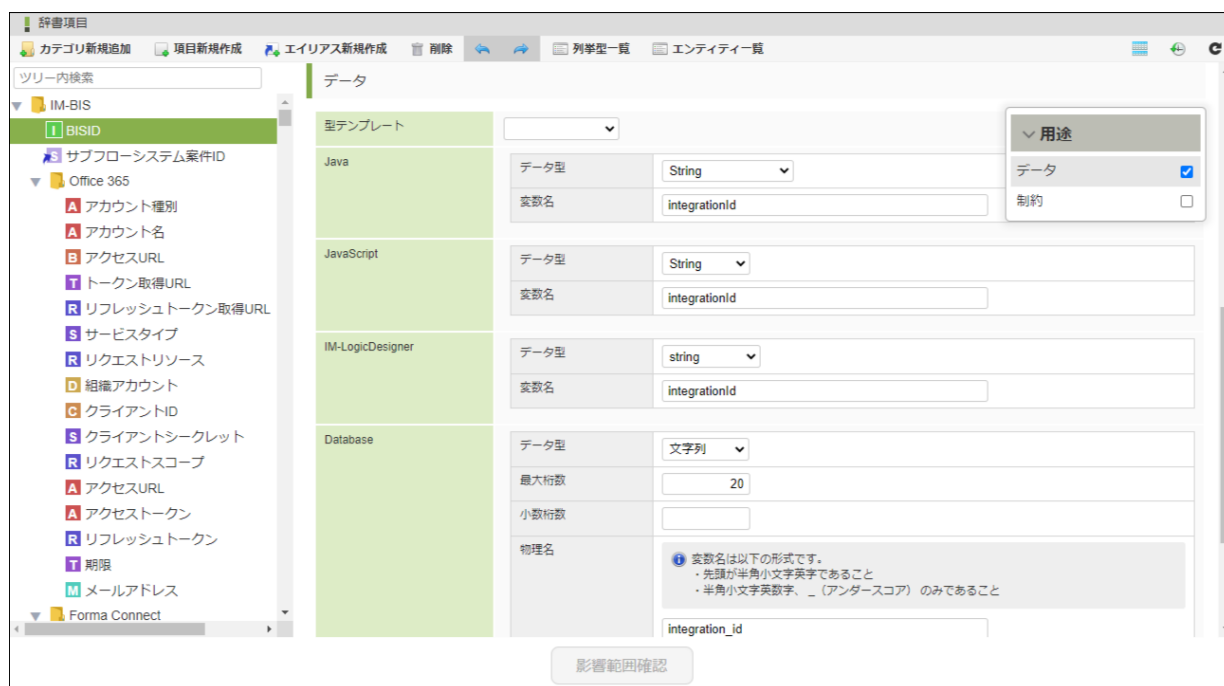 辞書項目
カテゴリ新規追加 項目新規作成 エイリアス新規作成 削除 列挙型一覧 エンティティ一覧
ツリー内検索
IM-BIS
I BISID
S サブフローシステム案件ID
Office 365
A アカウント種別
A アカウント名
B アクセスURL
T トークン取得URL
R リフレッシュトークン取得URL
S サービスタイプ
R リクエストリソース
D 組織アカウント
C クライアントID
S クライアントシークレット
R リクエストスコープ
A アクセスURL
A アクセストークン
R リフレッシュトークン
T 期限
M メールアドレス
Forma Connect
データ
型テンプレート
Java
データ型 String
変数名 integrationId
JavaScript
データ型 String
変数名 integrationId
IM-LogicDesigner
データ型 string
変数名 integrationId
Database
データ型 文字列
最大桁数 20
小数桁数
物理名
変数名は以下の形式です。
・先頭が半角小文字英字であること
・半角小文字英数字、_（アンダースコア）のみであること
integration_id
用途
データ
制約
影響範囲確認